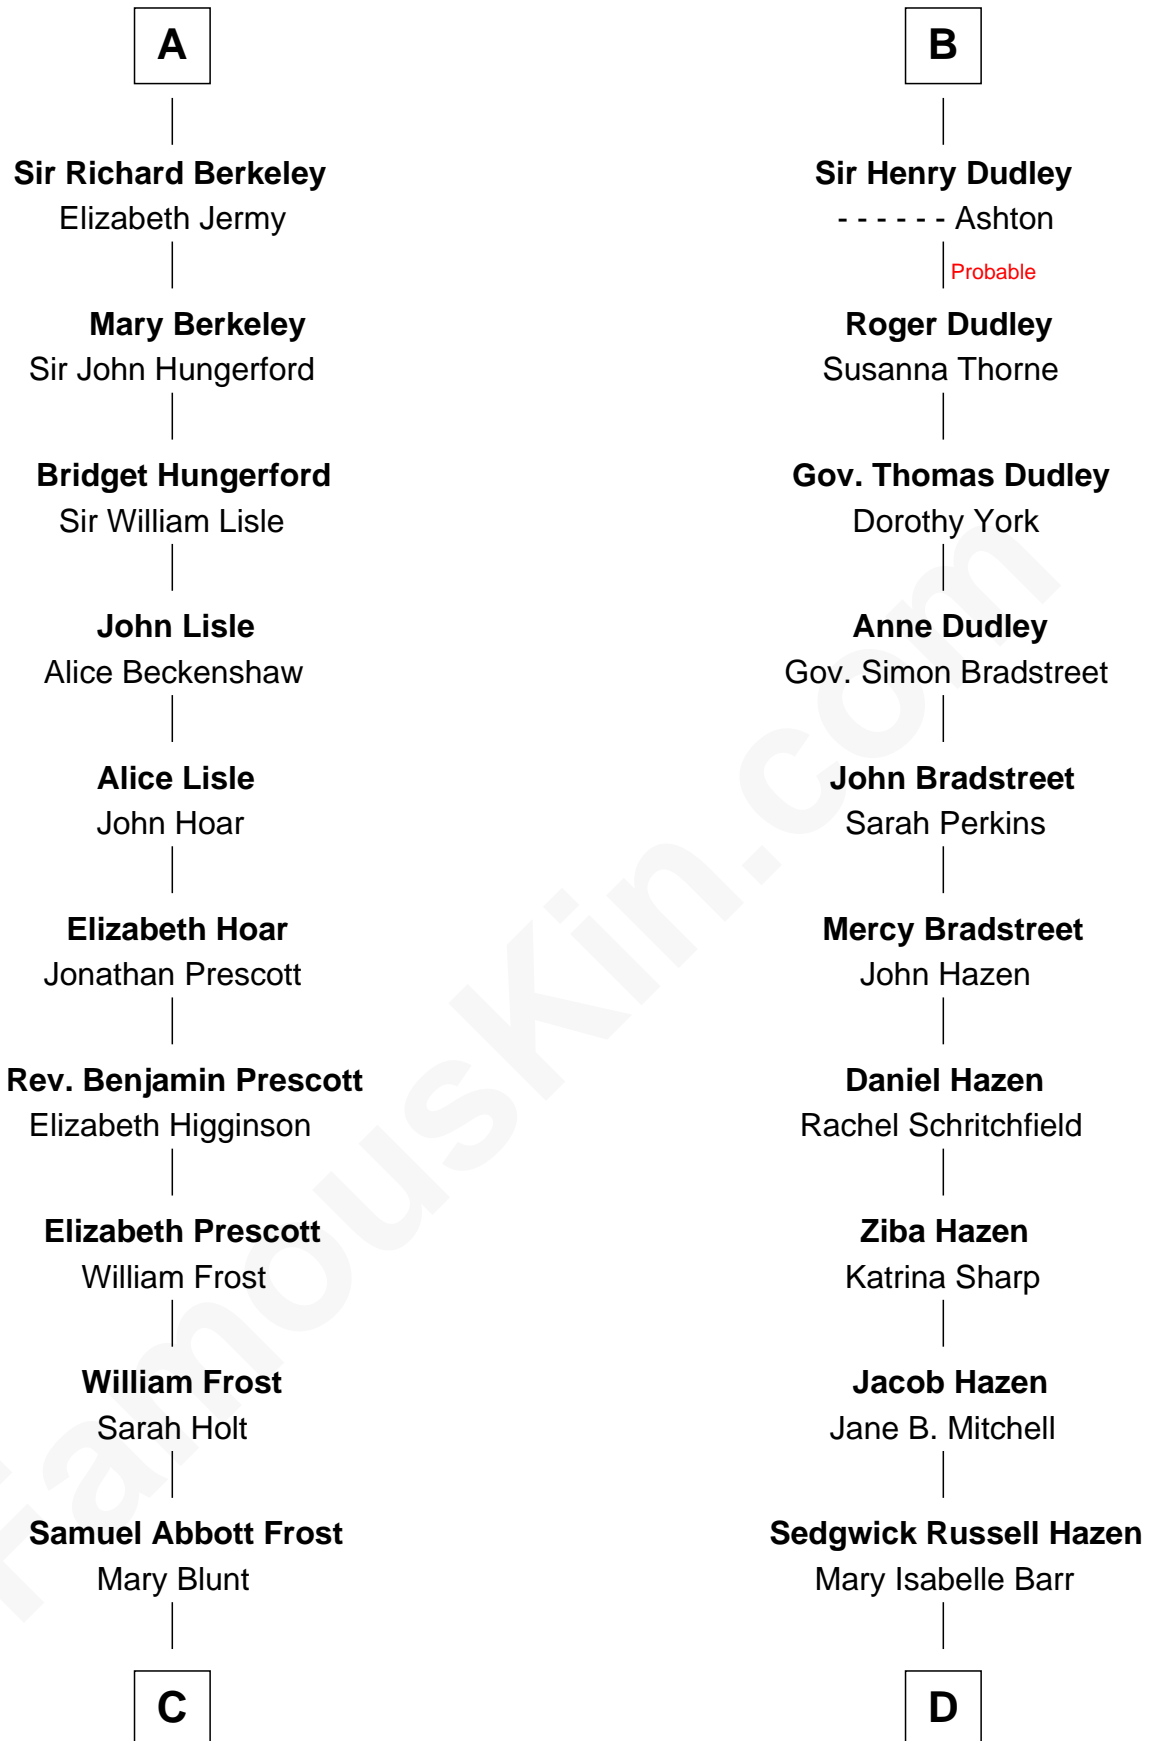 A
Sir Richard Berkeley
Elizabeth Jermy
Mary Berkeley
Sir John Hungerford
Bridget Hungerford
Sir William Lisle
John Lisle
Alice Beckenshaw
Alice Lisle
John Hoar
Elizabeth Hoar
Jonathan Prescott
Rev. Benjamin Prescott
Elizabeth Higginson
Elizabeth Prescott
William Frost
William Frost
Sarah Holt
Samuel Abbott Frost
Mary Blunt
C
B
Sir Henry Dudley
- - - - - - Ashton
Probable
Roger Dudley
Susanna Thorne
Gov. Thomas Dudley
Dorothy York
Anne Dudley
Gov. Simon Bradstreet
John Bradstreet
Sarah Perkins
Mercy Bradstreet
John Hazen
Daniel Hazen
Rachel Schritchfield
Ziba Hazen
Katrina Sharp
Jacob Hazen
Jane B. Mitchell
Sedgwick Russell Hazen
Mary Isabelle Barr
D
FamousKin.com